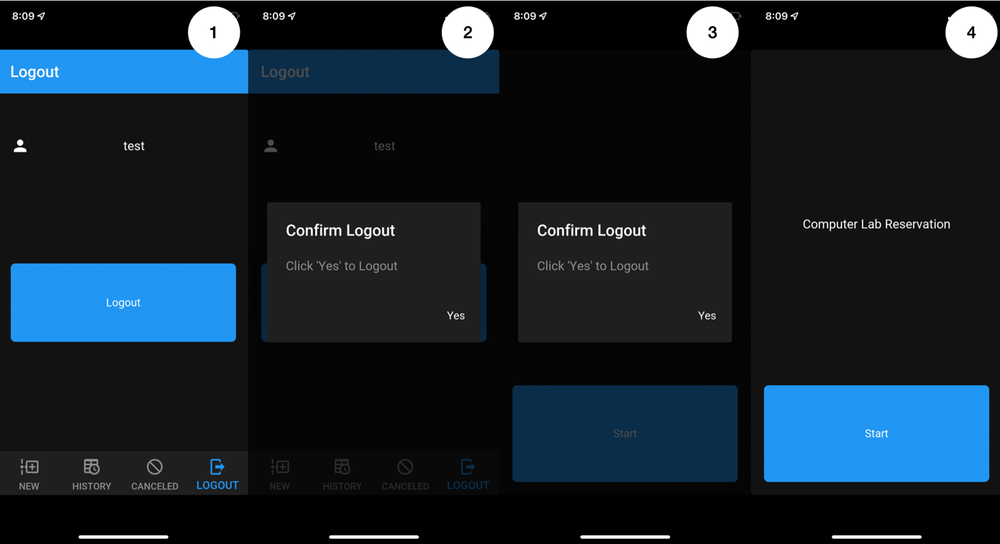 8:09
1
Logout
test
Logout
NEW
HISTORY
CANCELED
LOGOUT
8:09
2
Logout
test
Confirm Logout
Click 'Yes' to Logout
Yes
NEW
HISTORY
CANCELED
LOGOUT
8:09
3
Confirm Logout
Click 'Yes' to Logout
Yes
Start
8:09
4
Computer Lab Reservation
Start